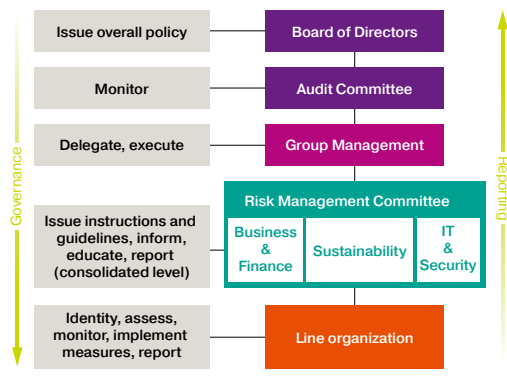 Issue overall policy
Board of Directors
Monitor
Audit Committee
Delegate, execute
Group Management
Governance
Reporting
Risk Management Committee
Issue instructions and
guidelines, inform,
educate, report
(consolidated level)
Business
&
Finance
Sustainability
IT
&
Security
Identity, assess,
monitor, implement
measures, report
Line organization